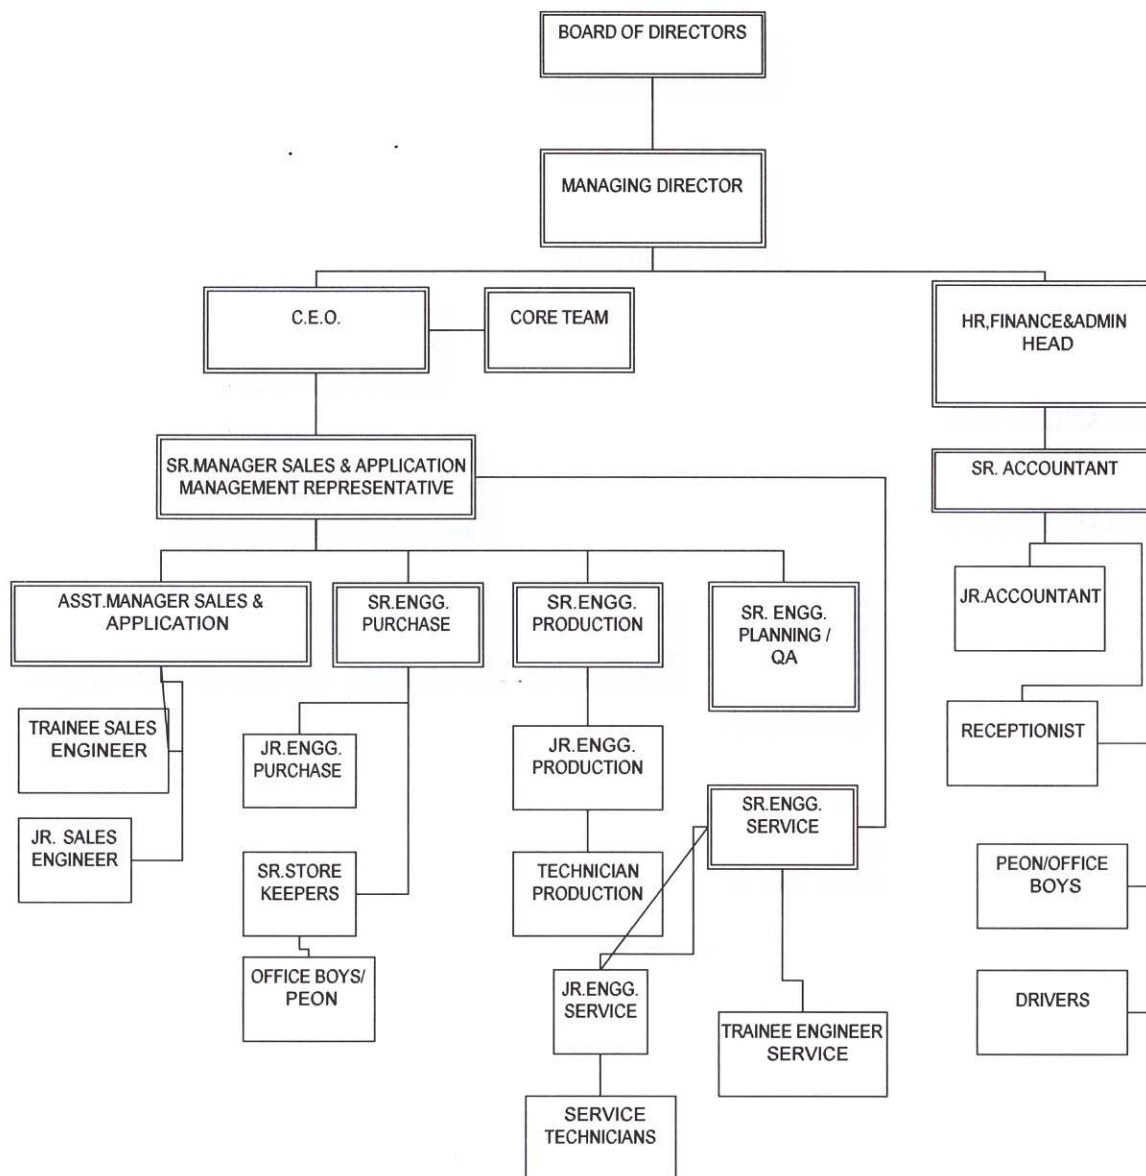 BOARD OF DIRECTORS
MANAGING DIRECTOR
C.E.O.
CORE TEAM
HR,FINANCE&ADMIN
HEAD
SR.MANAGER SALES & APPLICATION
MANAGEMENT REPRESENTATIVE
SR. ACCOUNTANT
ASST.MANAGER SALES &
APPLICATION
SR.ENGG.
PURCHASE
SR.ENGG.
PRODUCTION
SR. ENGG.
PLANNING /
QA
JR.ACCOUNTANT
TRAINEE SALES
ENGINEER
JR.ENGG.
PURCHASE
JR.ENGG.
PRODUCTION
RECEPTIONIST
JR. SALES
ENGINEER
SR.STORE
KEEPERS
TECHNICIAN
PRODUCTION
SR.ENGG.
SERVICE
PEON/OFFICE
BOYS
OFFICE BOYS/
PEON
JR.ENGG.
SERVICE
TRAINEE ENGINEER
SERVICE
DRIVERS
SERVICE
TECHNICIANS